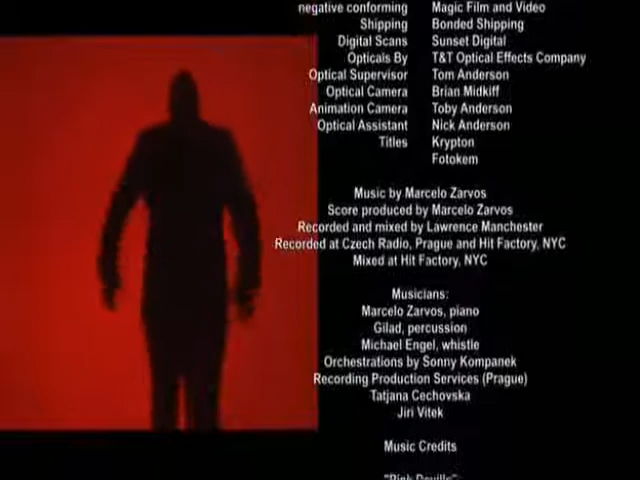 negative conforming Magic Film and Video
Shipping Bonded Shipping
Digital Scans Sunset Digital
Opticals By T&T Optical Effects Company
Optical Supervisor Tom Anderson
Optical Camera Brian Midkiff
Animation Camera Toby Anderson
Optical Assistant Nick Anderson
Titles Krypton
Fotokem
Music by Marcelo Zarvos
Score produced by Marcelo Zarvos
Recorded and mixed by Lawrence Manchester
Recorded at Czech Radio, Prague and Hit Factory, NYC
Mixed at Hit Factory, NYC
Musicians:
Marcelo Zarvos, piano
Gilad, percussion
Michael Engel, whistle
Orchestrations by Sonny Kompanek
Recording Production Services (Prague)
Tatjana Cechovska
Jiri Vitek
Music Credits